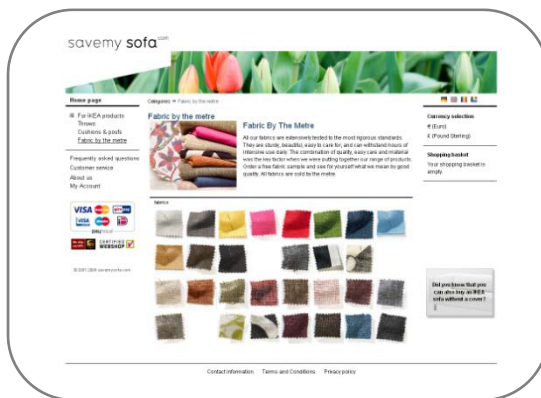 savemy sofa.com
Home page
For IKEA products
Throws
Cushions & poufs
Fabric by the metre
Frequently asked questions
Customer service
About us
My Account
VISA
VISA
CERTIFIED
WEBSHOP
Categories
Fabric by the metre
Fabric by the metre
Fabric By The Metre
All our fabrics are extensively tested to the most rigorous standards.
They are sturdy, beautiful, easy to care for, and can withstand hours of
intensive use daily. The combination of quality, easy care and material
was the key factor when we were putting together our range of products.
Order a free fabric sample and see for yourself what we mean by good
quality. All fabrics are sold by the metre.
fabrics
Currency selection
€ (Euro)
£ (Pound Sterling)
Shopping basket
Your shopping basket is
empty.
Did you know that you
can also buy an IKEA
sofa without a cover?
Contact information Terms and Conditions Privacy policy